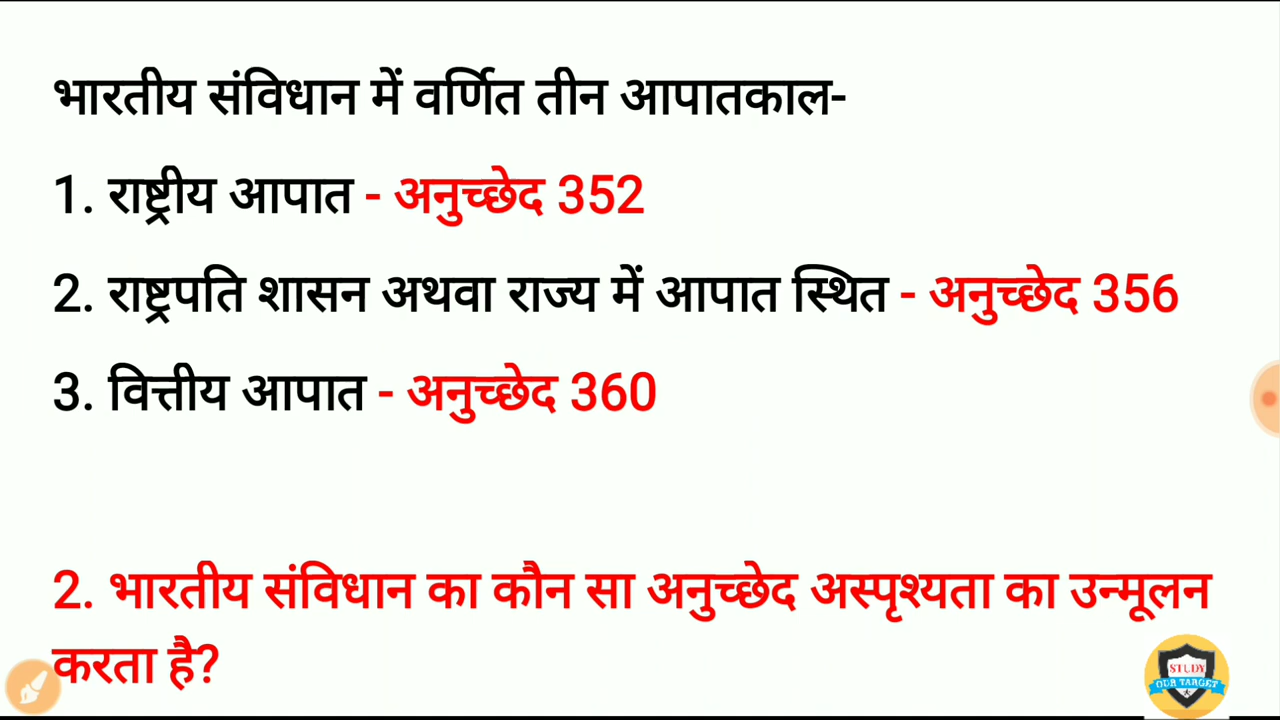 भारतीय संविधान में वर्णित तीन आपातकाल-
1. राष्ट्रीय आपात - अनुच्छेद 352
2. राष्ट्रपति शासन अथवा राज्य में आपात स्थित - अनुच्छेद 356
3. वित्तीय आपात - अनुच्छेद 360
2. भारतीय संविधान का कौन सा अनुच्छेद अस्पृश्यता का उन्मूलन
करता है?
STUDY
OUR TARGET